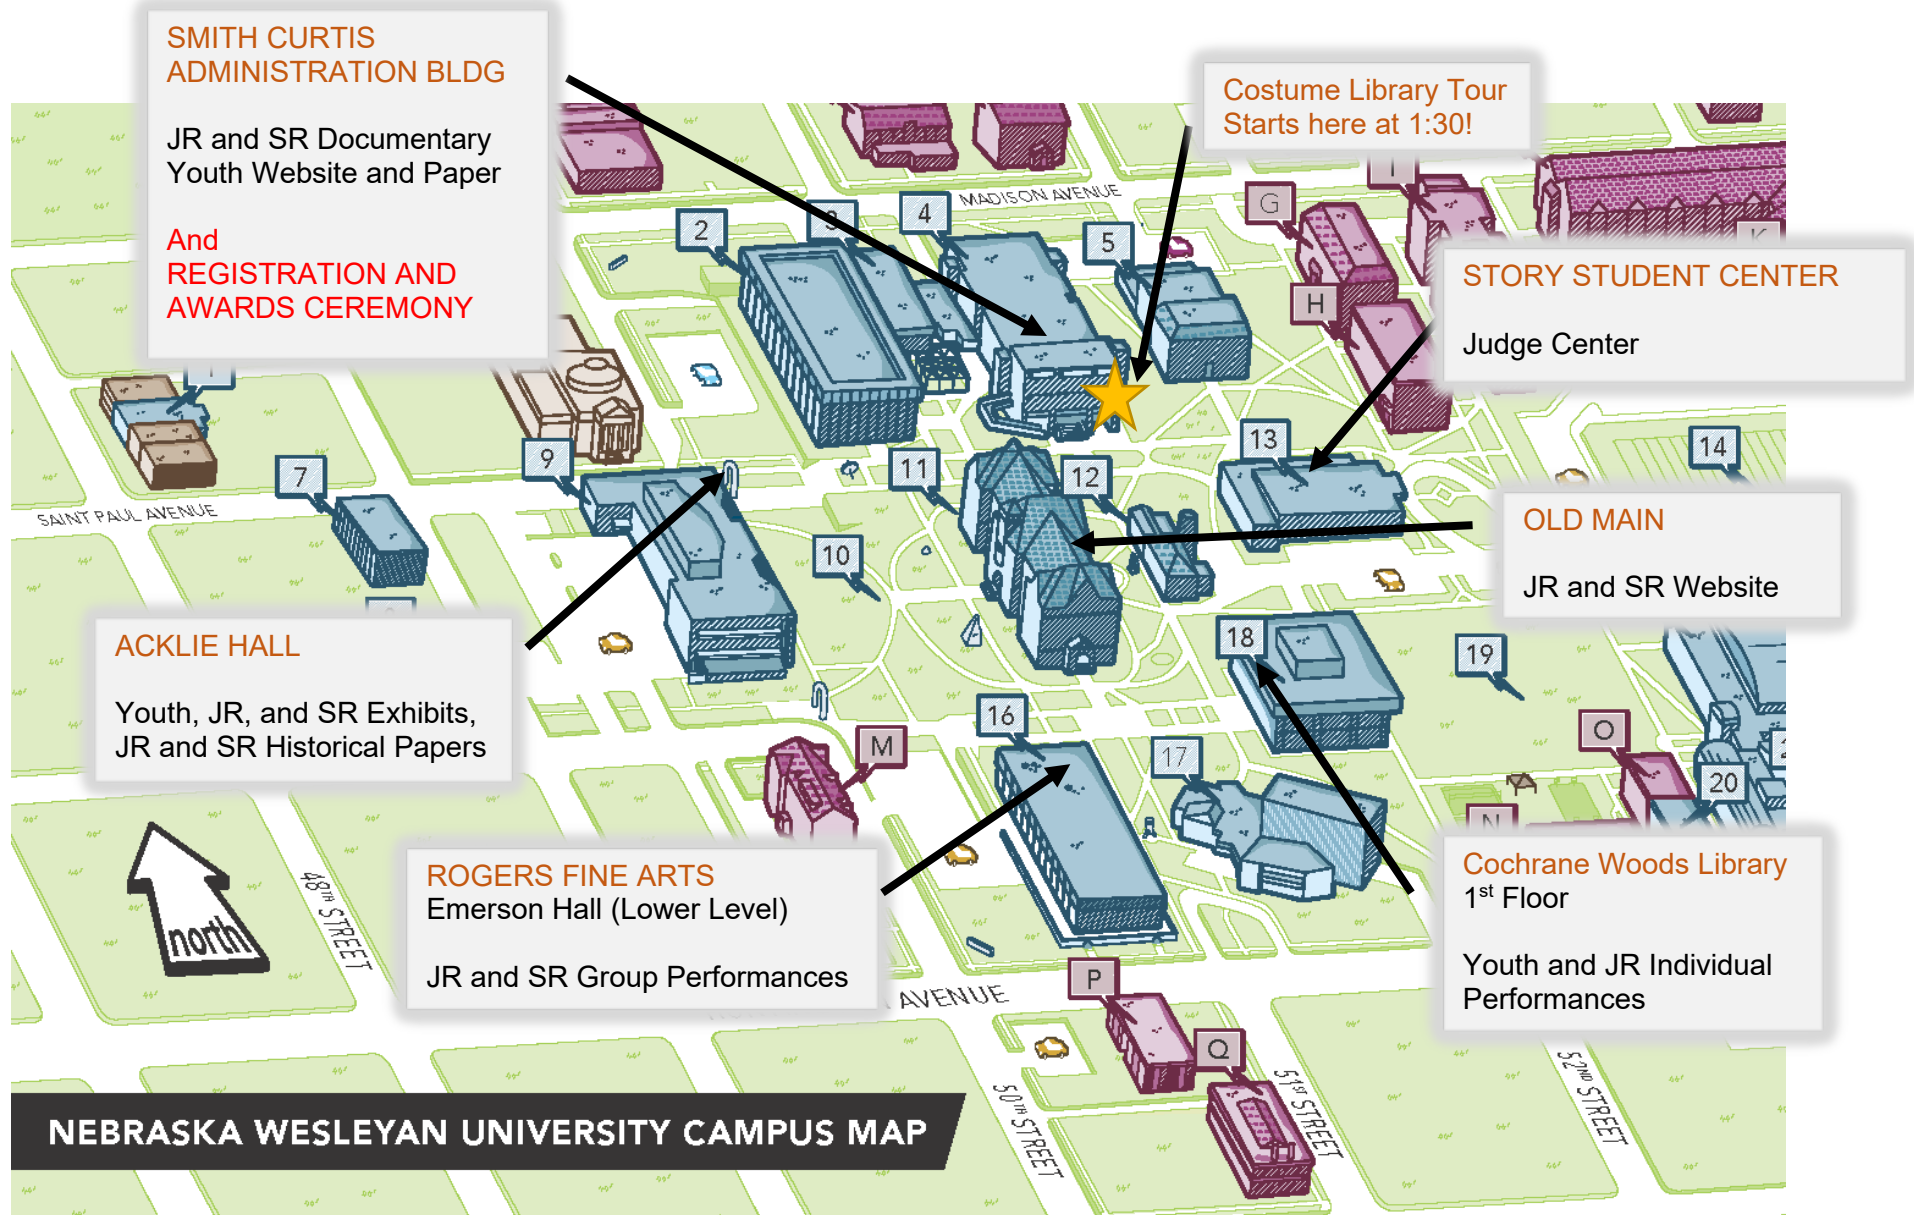 SMITH CURTIS
ADMINISTRATION BLDG
JR and SR Documentary
Youth Website and Paper
And
REGISTRATION AND
AWARDS CEREMONY
Costume Library Tour
Starts here at 1:30!
MADISON AVENUE
2
3
4
5
G
H
I
K
STORY STUDENT CENTER
Judge Center
1
7
9
11
12
13
14
SAINT PAUL AVENUE
10
OLD MAIN
JR and SR Website
ACKLIE HALL
Youth, JR, and SR Exhibits,
JR and SR Historical Papers
18
19
16
17
M
O
20
N
north
48TH STREET
ROGERS FINE ARTS
Emerson Hall (Lower Level)
JR and SR Group Performances
Cochrane Woods Library
1st Floor
Youth and JR Individual
Performances
AVENUE
P
Q
50TH STREET
51ST STREET
52ND STREET
NEBRASKA WESLEYAN UNIVERSITY CAMPUS MAP